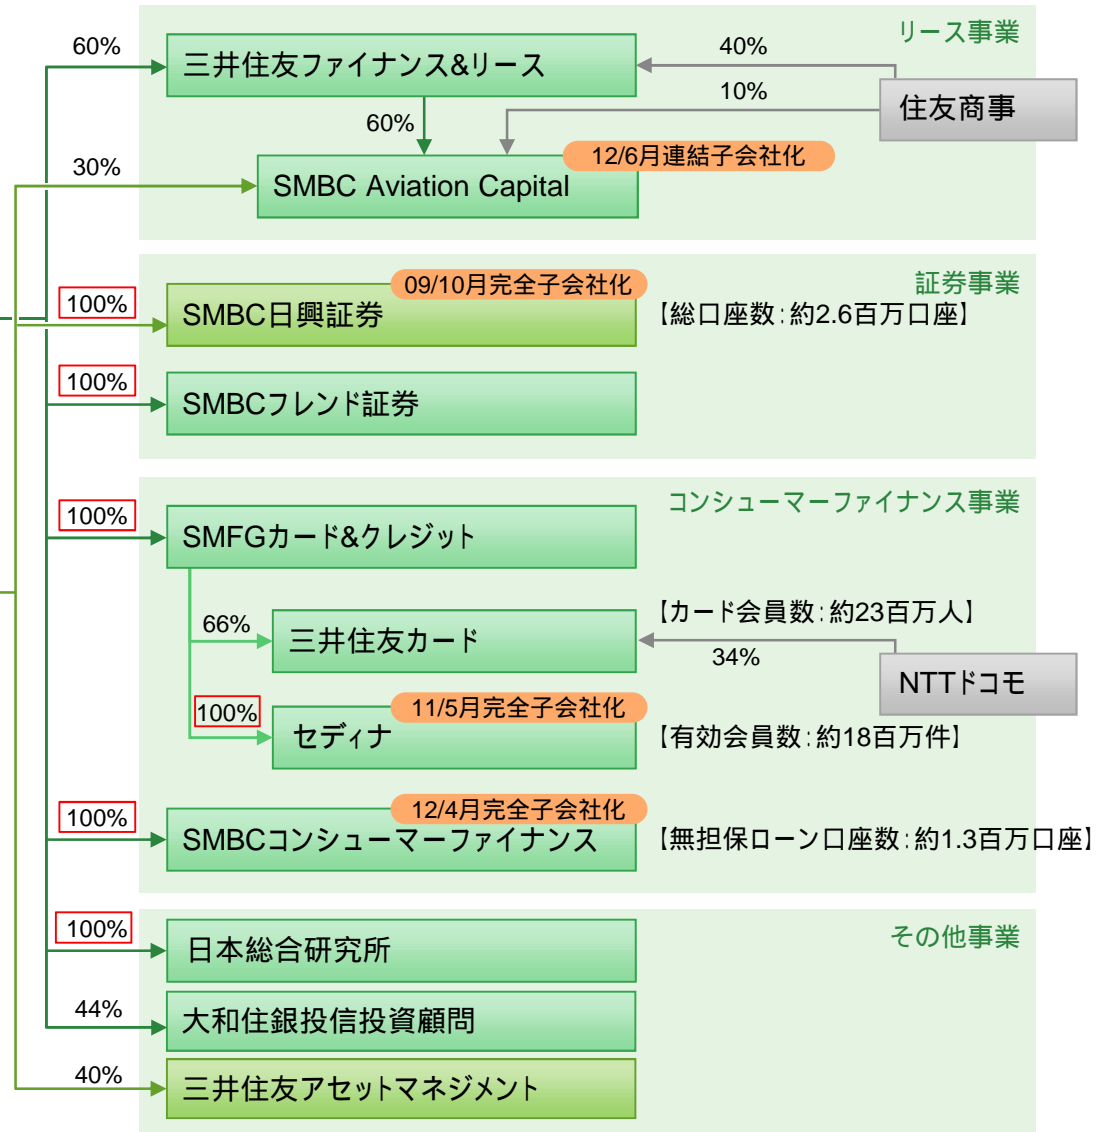 リース事業
60%
三井住友ファイナンス&リース
40%
10%
住友商事
60%
12/6月連結子会社化
30%
SMBC Aviation Capital
証券事業
09/10月完全子会社化
100%
SMBC日興証券
【総口座数:約2.6百万口座】
100%
SMBCフレンド証券
コンシューマーファイナンス事業
100%
SMFGカード&クレジット
【カード会員数:約23百万人】
66%
三井住友カード
34%
NTTドコモ
100%
11/5月完全子会社化
セディナ
【有効会員数:約18百万件】
12/4月完全子会社化
100%
SMBCコンシューマーファイナンス
【無担保ローン口座数:約1.3百万口座】
その他事業
100%
日本総合研究所
44%
大和住銀投信投資顧問
40%
三井住友アセットマネジメント